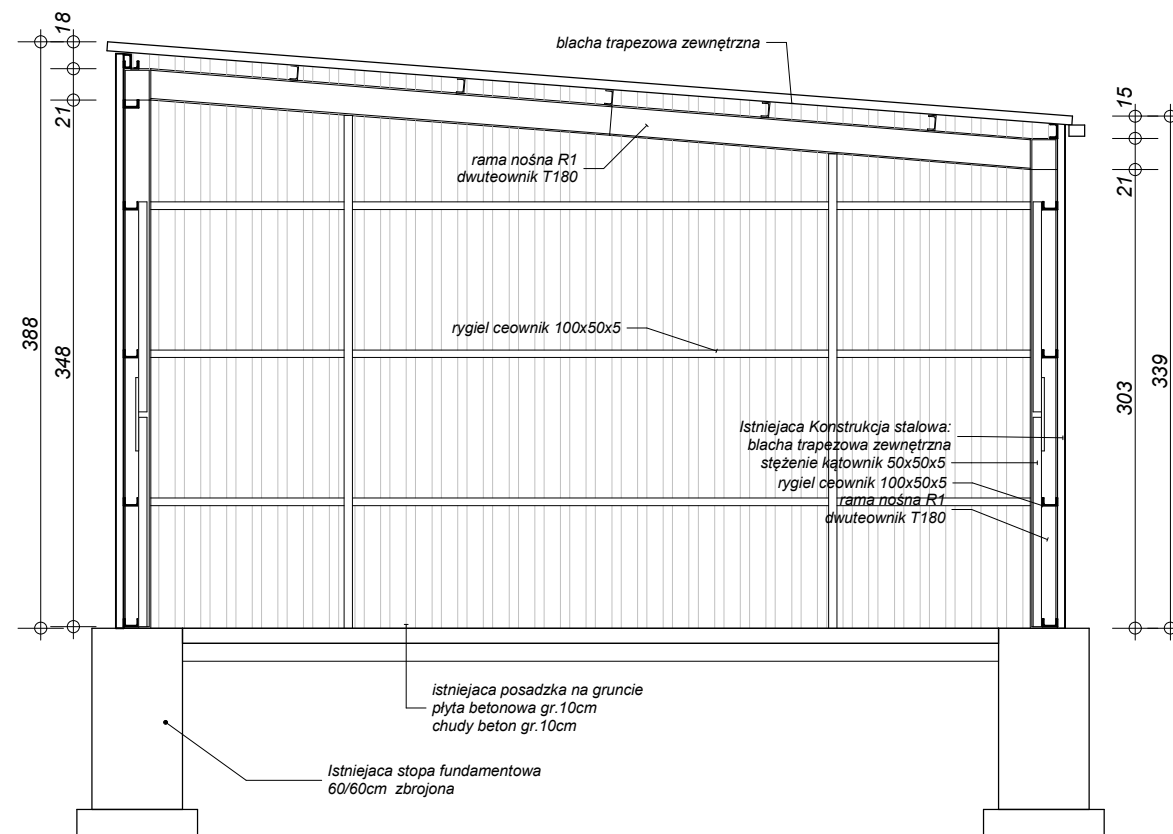 18
21
388
348
blacha trapezowa zewnętrzna
15
21
303
339
rama nośna R1
dwuteownik T180
rygiel ceownik 100x50x5
Istniejaca Konstrukcja stalowa:
blacha trapezowa zewnętrzna
stężenie kątownik 50x50x5
rygiel ceownik 100x50x5
rama nośna R1
dwuteownik T180
istniejaca posadzka na gruncie
płyta betonowa gr.10cm
chudy beton gr.10cm
Istniejaca stopa fundamentowa
60/60cm zbrojona